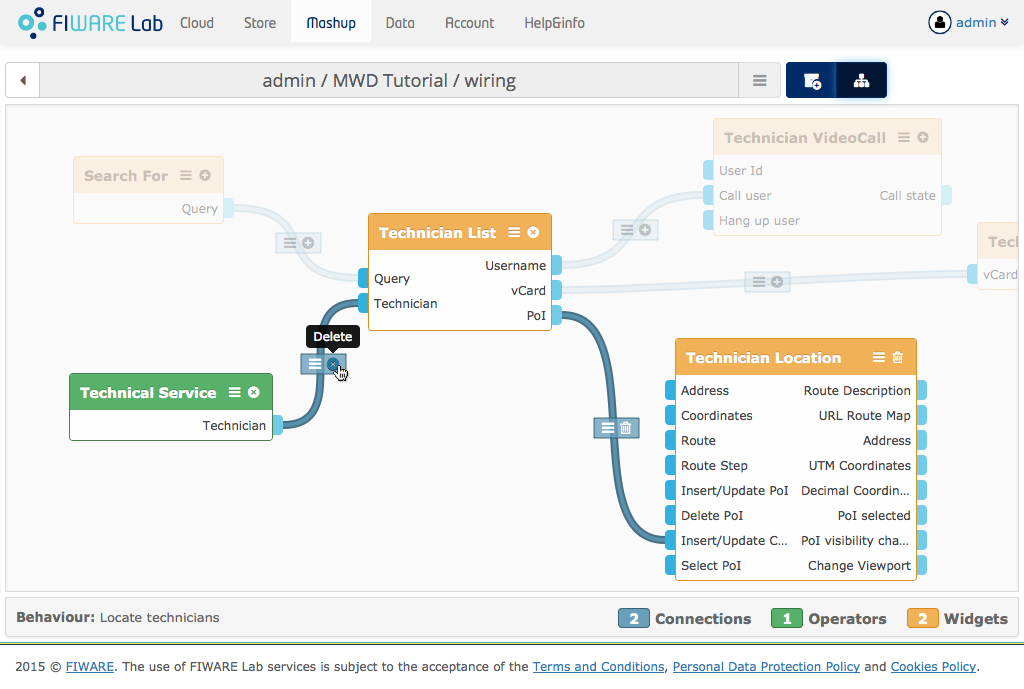 FIWARE Lab
Cloud
Store
Mashup
Data
Account
Help&info
admin
admin / MWD Tutorial / wiring
Search For
Query
Technician List
Username
Query
vCard
Technician
PoI
Technician VideoCall
User Id
Call user
Call state
Hang up user
Tech
vCard
Delete
Technical Service
Technician
Technician Location
Address
Route Description
Coordinates
URL Route Map
Route
Address
Route Step
UTM Coordinates
Insert/Update PoI
Decimal Coordin...
Delete PoI
PoI selected
Insert/Update C...
PoI visibility cha...
Select PoI
Change Viewport
Behaviour: Locate technicians
2 Connections
1 Operators
2 Widgets
2015 © FIWARE. The use of FIWARE Lab services is subject to the acceptance of the Terms and Conditions, Personal Data Protection Policy and Cookies Policy.